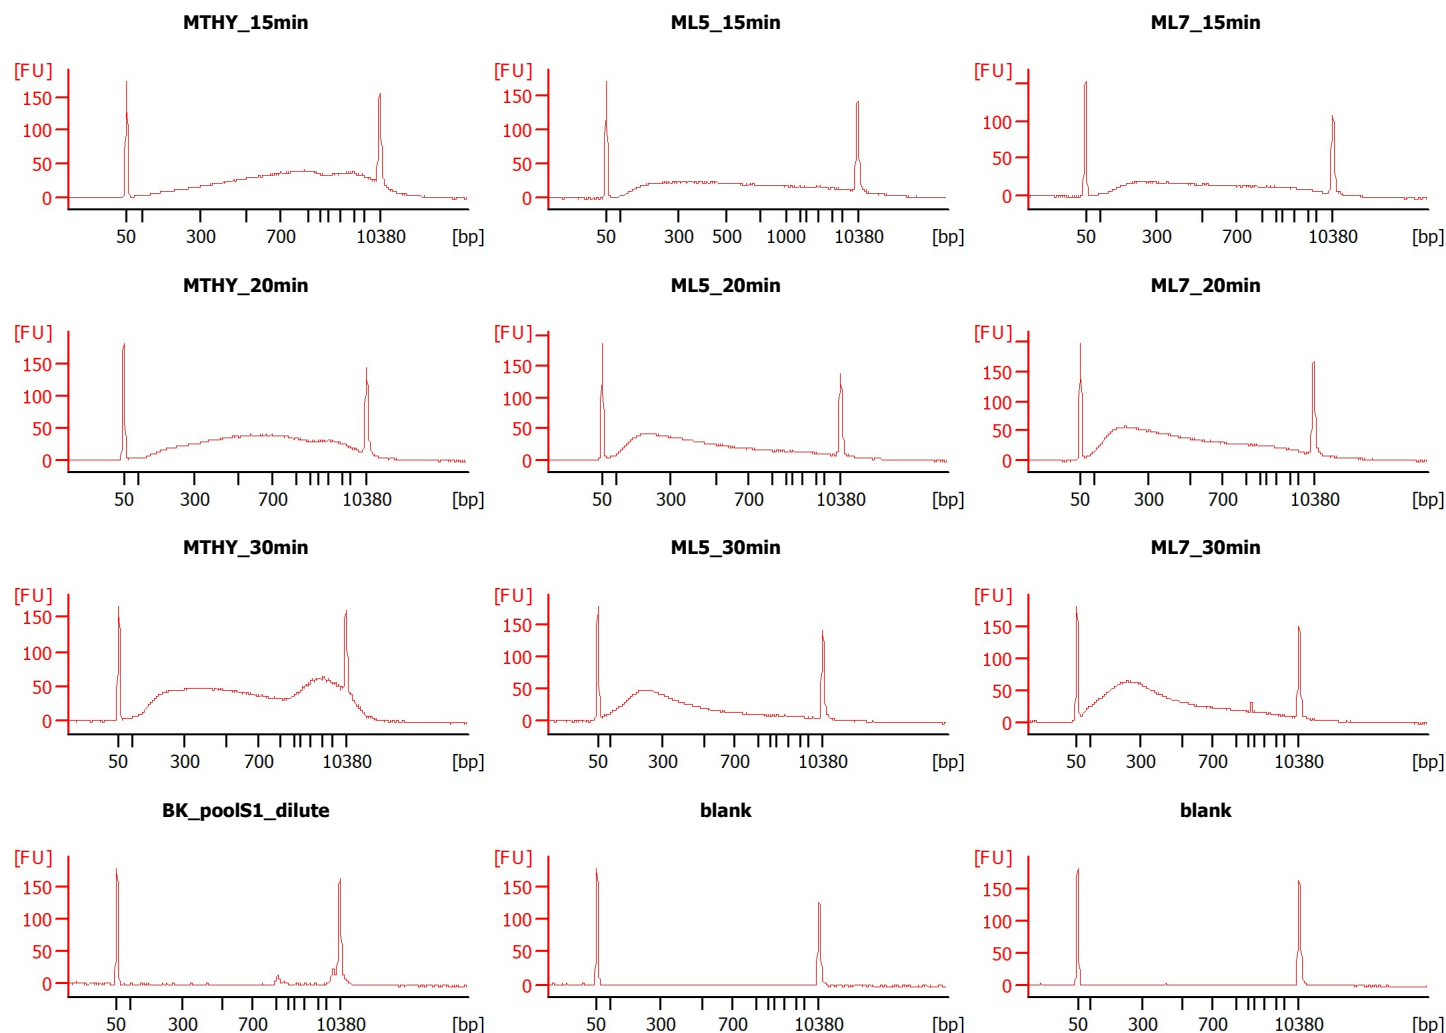 MTHY_15min ML5_15min ML7_15min
[FU] [FU] [FU]
150 150
100 100 100
50 50 50
0 0 0
50 300 700 10380 [bp] 50 300 500 1000 10380 [bp] 50 300 700 10380 [bp]
MTHY_20min ML5_20min ML7_20min
[FU] [FU] [FU]
150 150 150
100 100 100
50 50 50
0 0 0
50 300 700 10380 [bp] 50 300 700 10380 [bp] 50 300 700 10380 [bp]
MTHY_30min ML5_30min ML7_30min
[FU] [FU] [FU]
150 150 150
100 100 100
50 50 50
0 0 0
50 300 700 10380 [bp] 50 300 700 10380 [bp] 50 300 700 10380 [bp]
BK_poolS1_dilute blank blank
[FU] [FU] [FU]
150 150 150
100 100 100
50 50 50
0 0 0
50 300 700 10380 [bp] 50 300 700 10380 [bp] 50 300 700 10380 [bp]